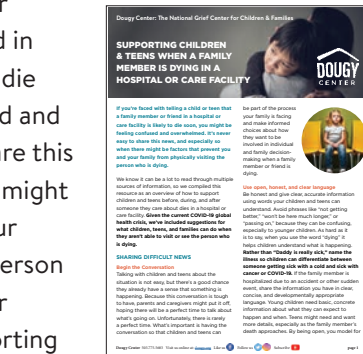 r
d in
die
d and
are this
might
ur
erson
r
orting
Dougy Center: The National Grief Center for Children & Families
SUPPORTING CHILDREN
& TEENS WHEN A FAMILY
MEMBER IS DYING IN A
HOSPITAL OR CARE FACILITY
DOUGY
CENTER
If you're faced with telling a child or teen that
a family member or friend in a hospital or
care facility is likely to die soon, you might be
feeling confused and overwhelmed. It's never
easy to share this news, and especially so
when there might be factors that prevent you
and your family from physically visiting the
person who is dying.
We know it can be a lot to read through multiple
sources of information, so we compiled this
resource as an overview of how to support
children and teens before, during, and after
someone they care about dies in a hospital or
care facility. Given the current COVID-19 global
health crisis, we've included suggestions for
what children, teens, and families can do when
they aren't able to visit or see the person who
is dying.
SHARING DIFFICULT NEWS
Begin the Conversation
Talking with children and teens about the
situation is not easy, but there's a good chance
they already have a sense that something is
happening. Because this conversation is tough
to have, parents and caregivers might put it off,
hoping there will be a perfect time to talk about
what's going on. Unfortunately, there is rarely
a perfect time. What's important is having the
conversation so that children and teens can
be part of the process
your family is facing
and make informed
choices about how
they want to be
involved in individual
and family decision-
making when a family
member or friend is
dying.
Use open, honest, and clear language
Be honest and give clear, accurate information
using words your children and teens can
understand. Avoid phrases like "not getting
better," "won't be here much longer," or
"passing on," because they can be confusing,
especially to younger children. As hard as it
is to say, when you use the word "dying" it
helps children understand what is happening.
Rather than "Daddy is really sick," name the
illness so children can differentiate between
someone getting sick with a cold and sick with
cancer or COVID-19. If the family member is
hospitalized due to an accident or other sudden
event, share the information you have in clear,
concise, and developmentally appropriate
language. Young children need basic, concrete
information about what they can expect to
happen and when. Teens might need and want
more details, especially as the family member's
death approaches. By being open, you model for
Dougy Center
Like us
Follow us
Subscribe
page 1